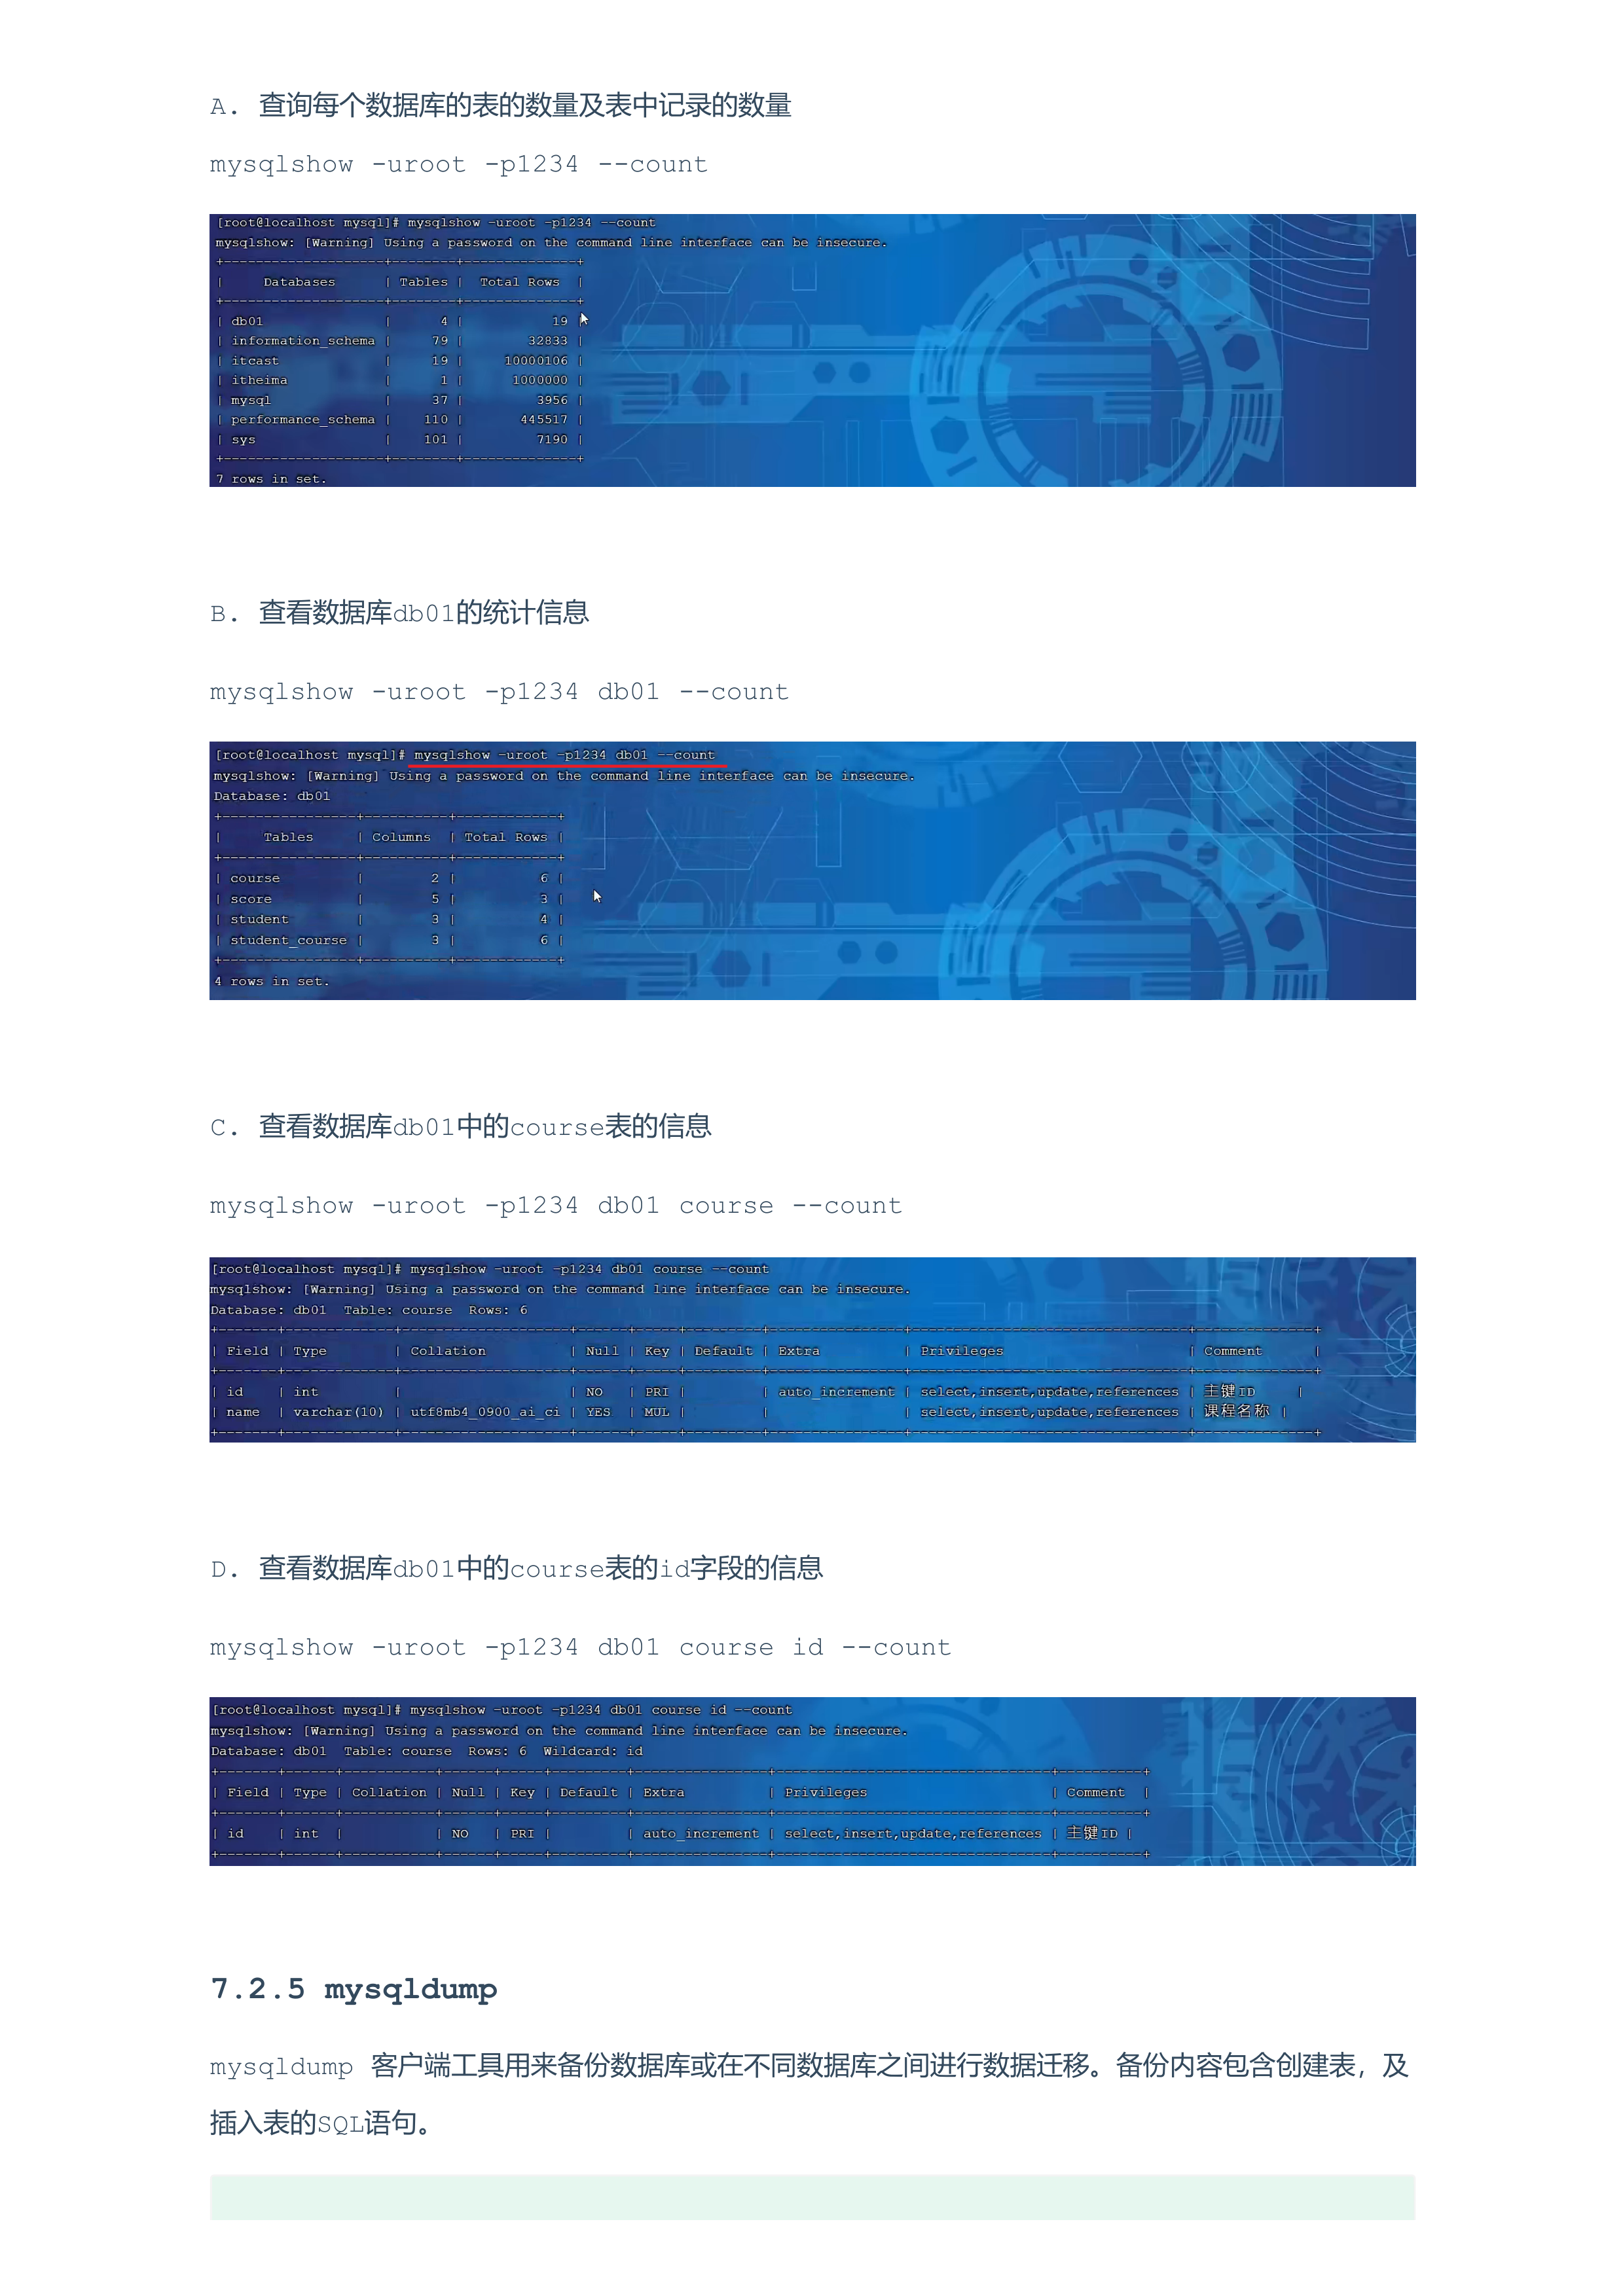 A. 查询每个数据库的表的数量及表中记录的数量
mysqlshow -uroot -p1234 --count
[root@localhost mysql]# mysqlshow -uroot -p1234 --count
mysqlshow: [Warning] Using a password on the command line interface can be insecure.
+--------------------+--------+--------------+
|     Databases      | Tables |  Total Rows  |
+--------------------+--------+--------------+
| db01               |      4 |           19 |
| information_schema |     79 |        32833 |
| itcast             |     19 |     10000106 |
| itheima            |      1 |      1000000 |
| mysql              |     37 |         3956 |
| performance_schema |    110 |       445517 |
| sys                |    101 |         7190 |
+--------------------+--------+--------------+
7 rows in set.
B. 查看数据库db01的统计信息
mysqlshow -uroot -p1234 db01 --count
[root@localhost mysql]# mysqlshow -uroot -p1234 db01 --count
mysqlshow: [Warning] Using a password on the command line interface can be insecure.
Database: db01
+----------------+----------+------------+
|     Tables     | Columns  | Total Rows |
+----------------+----------+------------+
| course         |        2 |          6 |
| score          |        5 |          3 |
| student        |        3 |          4 |
| student_course |        3 |          6 |
+----------------+----------+------------+
4 rows in set.
C. 查看数据库db01中的course表的信息
mysqlshow -uroot -p1234 db01 course --count
[root@localhost mysql]# mysqlshow -uroot -p1234 db01 course --count
mysqlshow: [Warning] Using a password on the command line interface can be insecure.
Database: db01  Table: course  Rows: 6
+-------+-------------+--------------------+------+-----+---------+----------------+---------------------------------+--------------+
| Field | Type        | Collation          | Null | Key | Default | Extra          | Privileges                      | Comment      |
+-------+-------------+--------------------+------+-----+---------+----------------+---------------------------------+--------------+
| id    | int         |                    | NO   | PRI |         | auto_increment | select,insert,update,references | 主键ID     |
| name  | varchar(10) | utf8mb4_0900_ai_ci | YES  | MUL |         |                | select,insert,update,references | 课程名称 |
+-------+-------------+--------------------+------+-----+---------+----------------+---------------------------------+--------------+
D. 查看数据库db01中的course表的id字段的信息
mysqlshow -uroot -p1234 db01 course id --count
[root@localhost mysql]# mysqlshow -uroot -p1234 db01 course id --count
mysqlshow: [Warning] Using a password on the command line interface can be insecure.
Database: db01  Table: course  Rows: 6  Wildcard: id
+-------+------+-----------+------+-----+---------+----------------+---------------------------------+----------+
| Field | Type | Collation | Null | Key | Default | Extra          | Privileges                      | Comment  |
+-------+------+-----------+------+-----+---------+----------------+---------------------------------+----------+
| id    | int  |           | NO   | PRI |         | auto_increment | select,insert,update,references | 主键ID |
+-------+------+-----------+------+-----+---------+----------------+---------------------------------+----------+
7.2.5 mysqldump
mysqldump 客户端工具用来备份数据库或在不同数据库之间进行数据迁移。备份内容包含创建表，及
插入表的SQL语句。